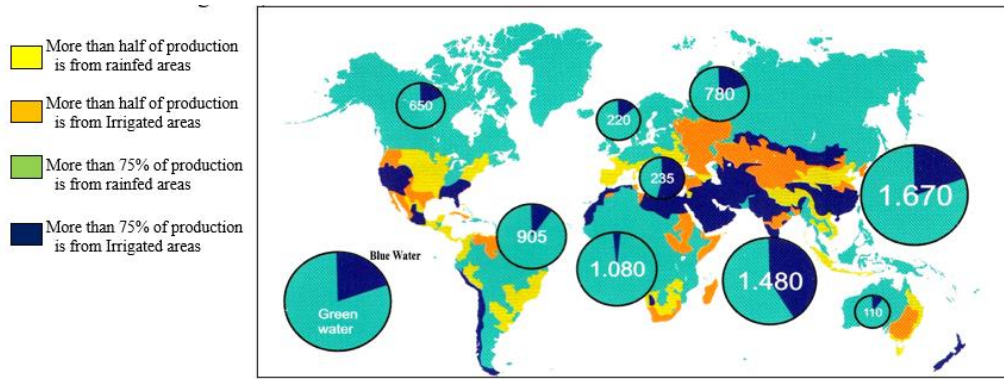 More than half of production
is from rainfed areas
More than half of production
is from Irrigated areas
More than 75% of production
is from rainfed areas
More than 75% of production
is from Irrigated areas
650
220
780
235
1.670
905
1.080
1.480
110
Blue Water
Green
water